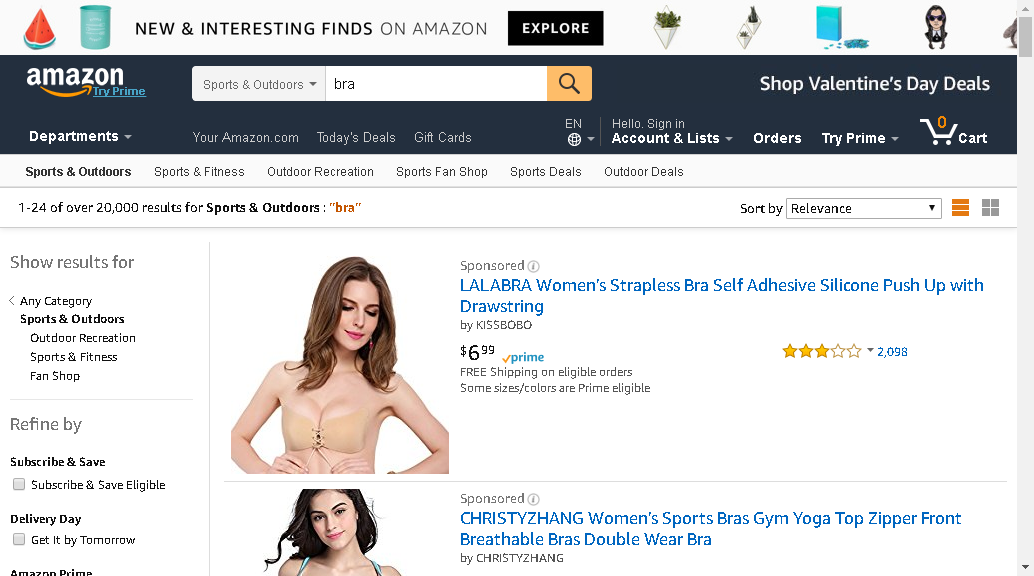 NEW & INTERESTING FINDS ON AMAZON EXPLORE
amazon
Try Prime
Sports & Outdoors
bra
Shop Valentine's Day Deals
Departments
Your Amazon.com Today's Deals Gift Cards
EN
Hello. Sign in
Account & Lists
Orders
Try Prime
0
Cart
Sports & Outdoors Sports & Fitness Outdoor Recreation Sports Fan Shop Sports Deals Outdoor Deals
1-24 of over 20,000 results for Sports & Outdoors : "bra"
Sort by Relevance
Show results for
Any Category
Sports & Outdoors
Outdoor Recreation
Sports & Fitness
Fan Shop
Refine by
Subscribe & Save
Subscribe & Save Eligible
Delivery Day
Get It by Tomorrow
Amazon Prime
Sponsored
LALABRA Women's Strapless Bra Self Adhesive Silicone Push Up with
Drawstring
by KISSBOBO
$6 99 prime
2,098
FREE Shipping on eligible orders
Some sizes/colors are Prime eligible
Sponsored
CHRISTYZHANG Women's Sports Bras Gym Yoga Top Zipper Front
Breathable Bras Double Wear Bra
by CHRISTYZHANG